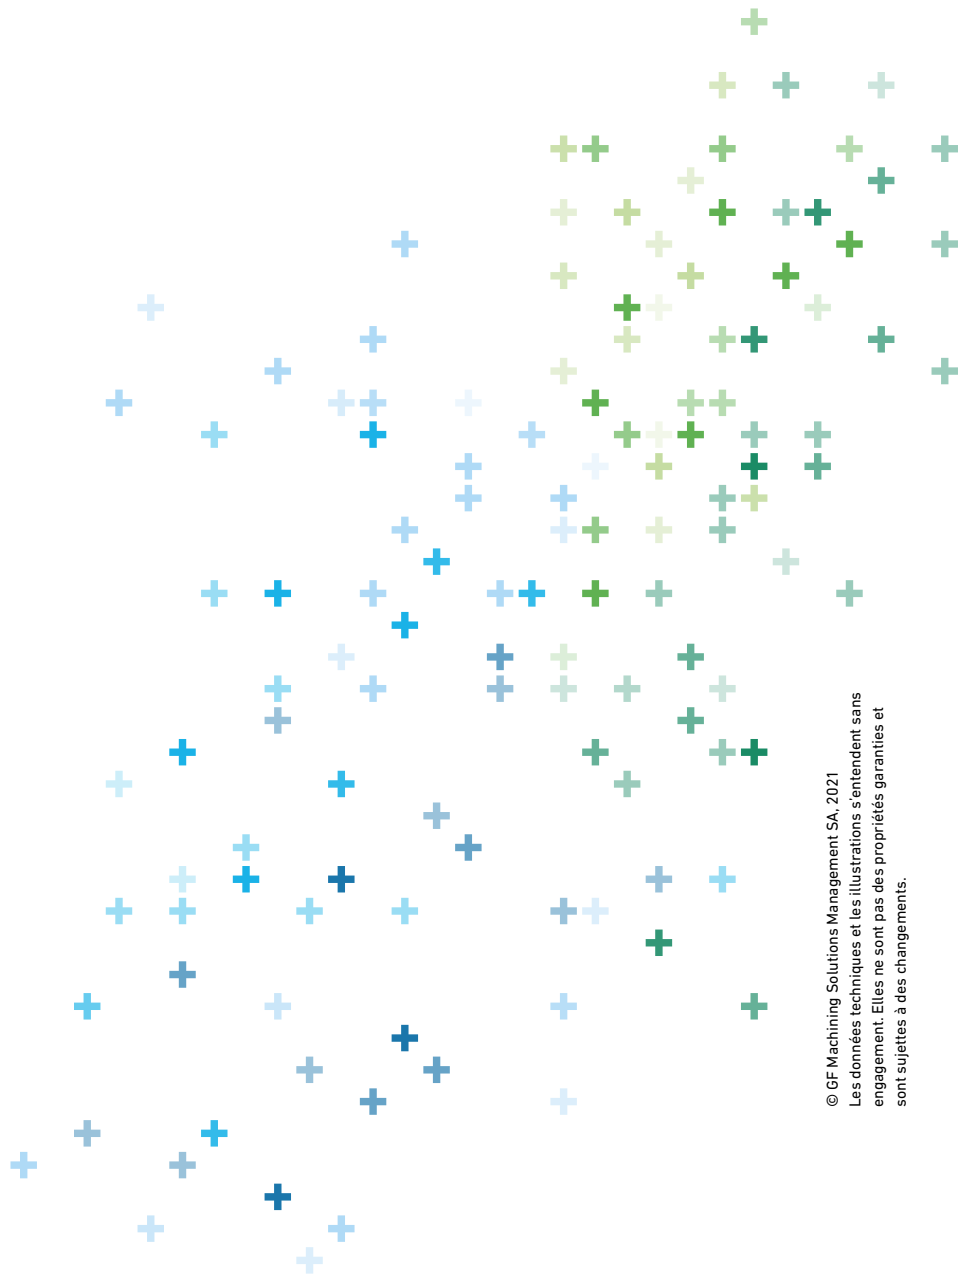 © GF Machining Solutions Management SA, 2021
Les données techniques et les illustrations s'entendent sans
engagement. Elles ne sont pas des propriétés garanties et
sont sujettes à des changements.